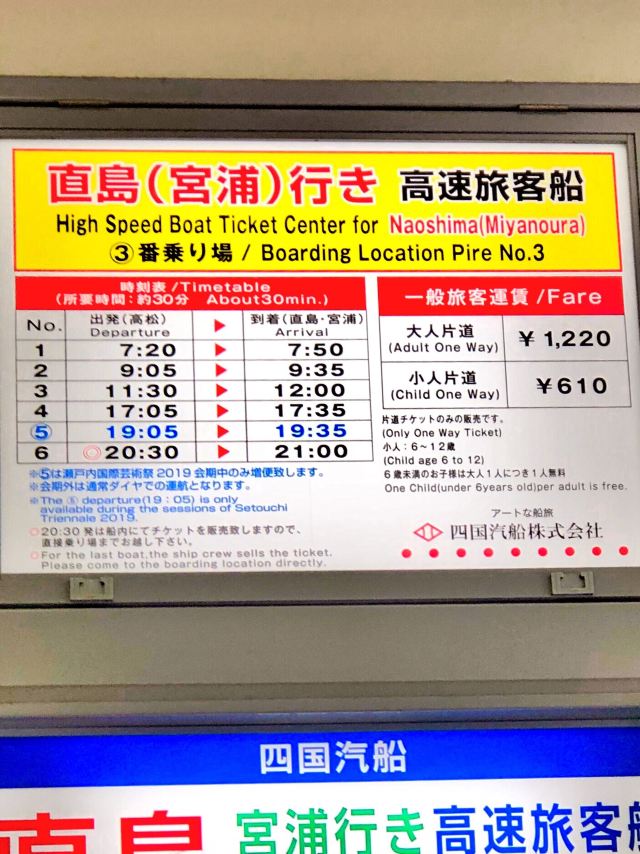 直島(宮浦)行き 高速旅客船
High Speed Boat Ticket Center for Naoshima(Miyanoura)
③番乗り場 / Boarding Location Pire No.3
時刻表/Timetable
(所要時間:約30分 About30min.)
No. 出発(高松) Departure ▶ 到着(直島・宮浦) Arrival
1 7:20 ▶ 7:50
2 9:05 ▶ 9:35
3 11:30 ▶ 12:00
4 17:05 ▶ 17:35
⑤ 19:05 ▶ 19:35
6 ◎20:30 ▶ 21:00
※⑤は瀬戸内国際芸術祭2019会期中のみ増便致します。
※会期外は通常ダイヤでの運航となります。
※The ⑤ departure(19:05) is only
available during the sessions of Setouchi
Triennale 2019.
◎20:30発は船内にてチケットを販売致しますので、
直接乗り場までお越し下さい。
◎For the last boat,the ship crew sells the ticket.
Please come to the boarding location directly.
一般旅客運賃/Fare
大人片道
(Adult One Way)
¥1,220
小人片道
(Child One Way)
¥610
片道チケットのみの販売です。
(Only One Way Ticket)
小人:6~12歳
(Child age 6 to 12)
6歳未満のお子様は大人1人につき1人無料
One Child(under 6years old)per adult is free.
アートな船旅
四国汽船株式会社
四国汽船
直島 宮浦行き 高速旅客船